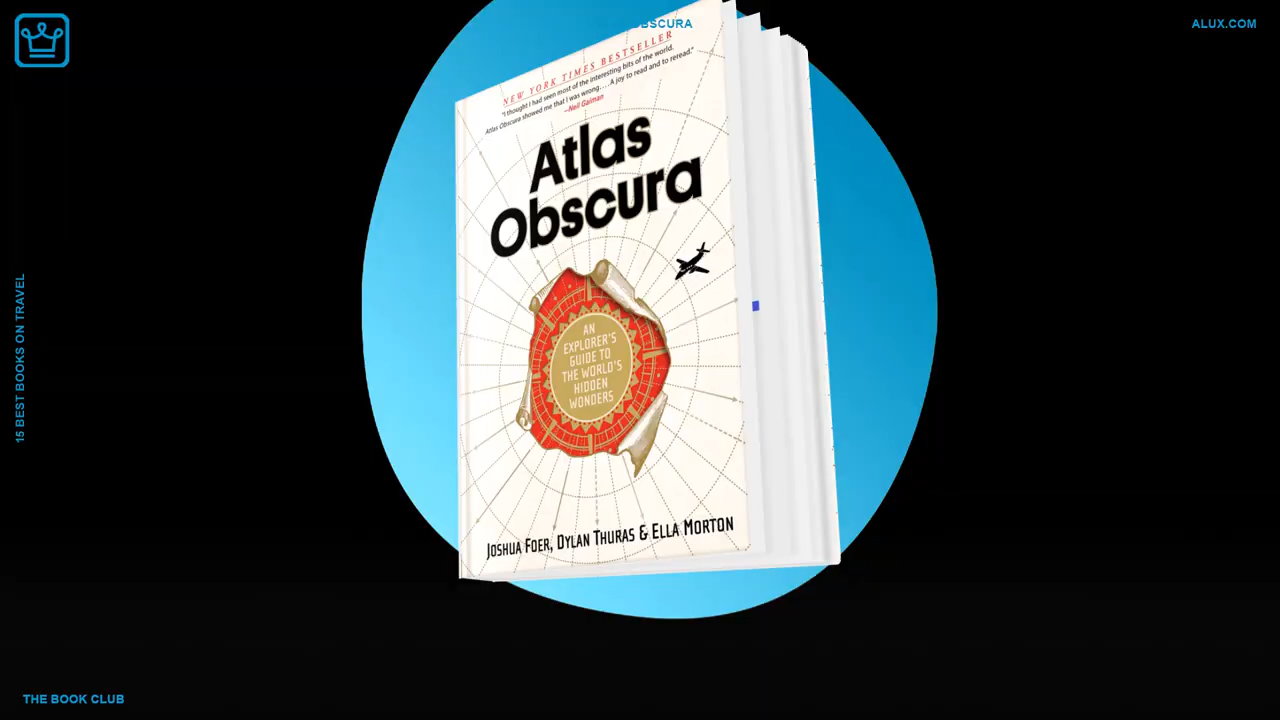 OBSCURA
ALUX.COM
NEW YORK TIMES BESTSELLER
"I thought I had seen most of the interesting bits of the world.
Atlas Obscura showed me that I was wrong.... A joy to read and to reread."
—Neil Gaiman
Atlas
Obscura
AN
EXPLORER'S
GUIDE TO
THE WORLD'S
HIDDEN
WONDERS
JOSHUA FOER, DYLAN THURAS & ELLA MORTON
15 BEST BOOKS ON TRAVEL
THE BOOK CLUB